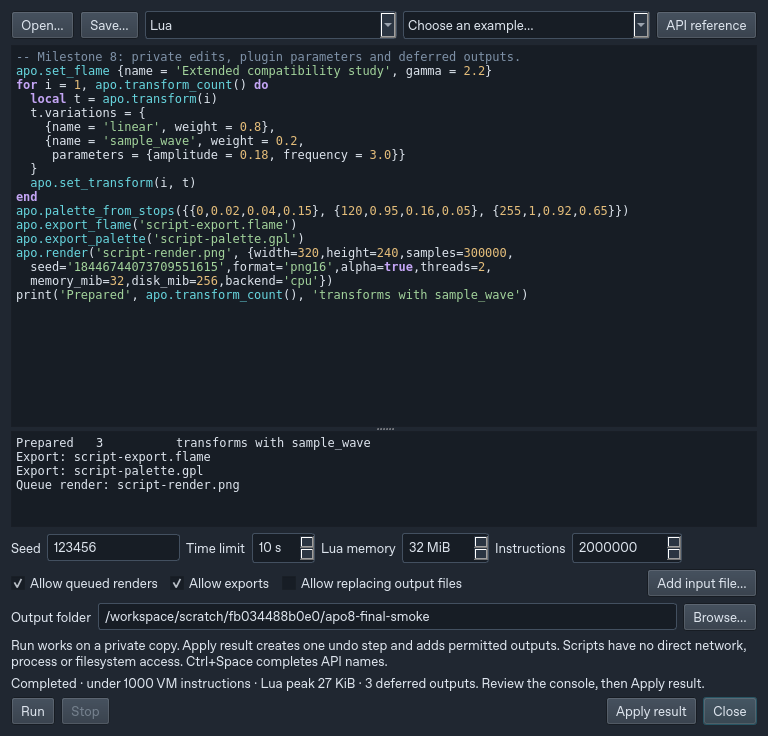 Open... Save... Lua Choose an example... API reference
-- Milestone 8: private edits, plugin parameters and deferred outputs.
apo.set_flame {name = 'Extended compatibility study', gamma = 2.2}
for i = 1, apo.transform_count() do
  local t = apo.transform(i)
  t.variations = {
    {name = 'linear', weight = 0.8},
    {name = 'sample_wave', weight = 0.2,
     parameters = {amplitude = 0.18, frequency = 3.0}}
  }
  apo.set_transform(i, t)
end
apo.palette_from_stops({{0,0.02,0.04,0.15}, {120,0.95,0.16,0.05}, {255,1,0.92,0.65}})
apo.export_flame('script-export.flame')
apo.export_palette('script-palette.gpl')
apo.render('script-render.png', {width=320,height=240,samples=300000,
  seed='18446744073709551615',format='png16',alpha=true,threads=2,
  memory_mib=32,disk_mib=256,backend='cpu'})
print('Prepared', apo.transform_count(), 'transforms with sample_wave')
Prepared 3 transforms with sample_wave
Export: script-export.flame
Export: script-palette.gpl
Queue render: script-render.png
Seed 123456 Time limit 10 s Lua memory 32 MiB Instructions 2000000
Allow queued renders Allow exports Allow replacing output files Add input file...
Output folder /workspace/scratch/fb034488b0e0/apo8-final-smoke Browse...
Run works on a private copy. Apply result creates one undo step and adds permitted outputs. Scripts have no direct network,
process or filesystem access. Ctrl+Space completes API names.
Completed · under 1000 VM instructions · Lua peak 27 KiB · 3 deferred outputs. Review the console, then Apply result.
Run Stop Apply result Close